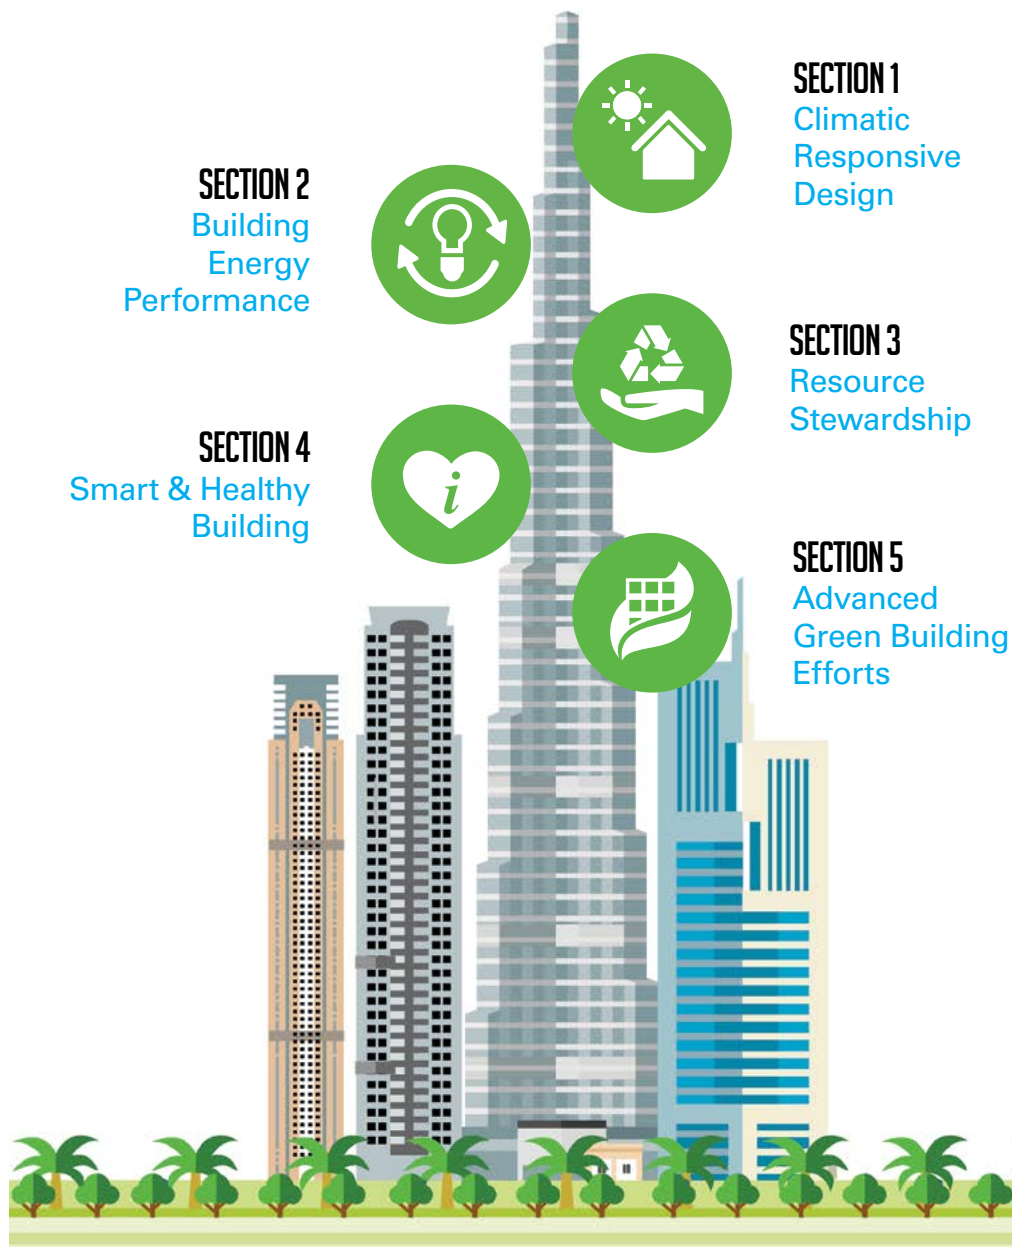 SECTION 1
Climatic
Responsive
Design
SECTION 2
Building
Energy
Performance
SECTION 3
Resource
Stewardship
SECTION 4
Smart & Healthy
Building
i
SECTION 5
Advanced
Green Building
Efforts